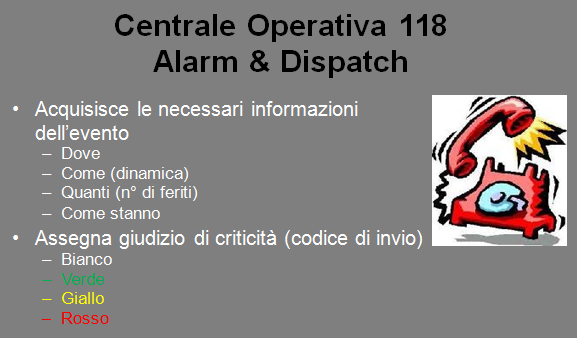 Centrale Operativa 118
Alarm & Dispatch
• Acquisisce le necessari informazioni
dell'evento
– Dove
– Come (dinamica)
– Quanti (n° di feriti)
– Come stanno
• Assegna giudizio di criticità (codice di invio)
– Bianco
– Verde
– Giallo
– Rosso